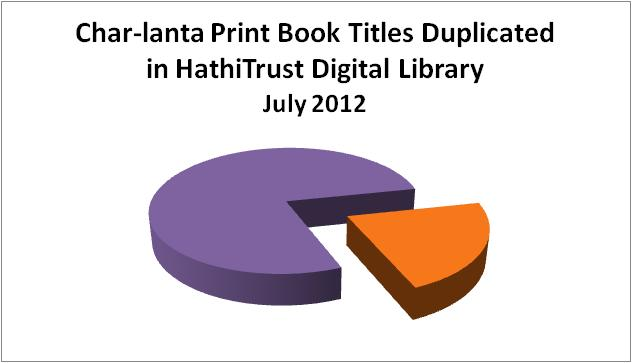 Char-lanta Print Book Titles Duplicated
in HathiTrust Digital Library
July 2012